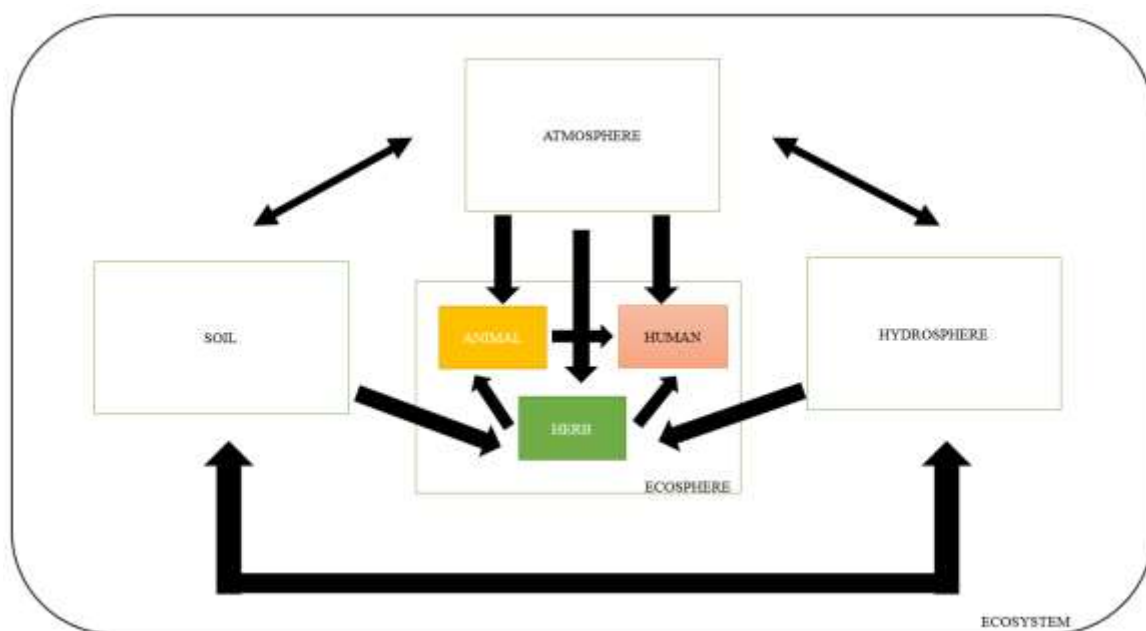 ATMOSPHERE
SOIL
ANIMAL
HUMAN
HYDROSPHERE
HERB
ECOSPHERE
ECOSYSTEM